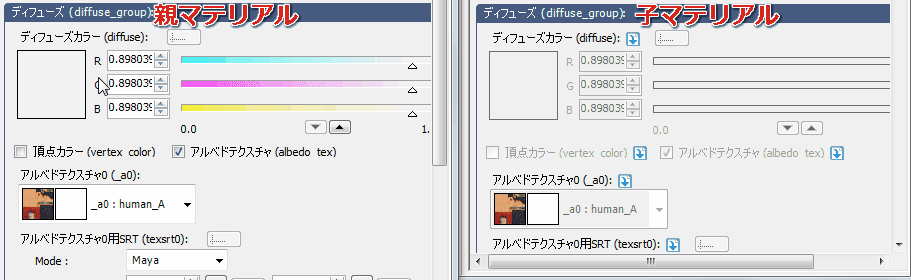 ディフューズ (diffuse_group): 親マテリアル
ディフューズカラー (diffuse):
R 0.898039
0.898039
B 0.898039
0.0 1.
頂点カラー (vertex color) アルベドテクスチャ (albedo tex)
アルベドテクスチャ0 (_a0):
_a0 : human_A
アルベドテクスチャ0用SRT (texsrt0):
Mode : Maya
ディフューズ (diffuse_group): 子マテリアル
ディフューズカラー (diffuse):
R 0.898039
G 0.898039
B 0.898039
0.0
頂点カラー (vertex color) アルベドテクスチャ (albedo tex)
アルベドテクスチャ0 (_a0):
_a0 : human_A
アルベドテクスチャ0用SRT (texsrt0):